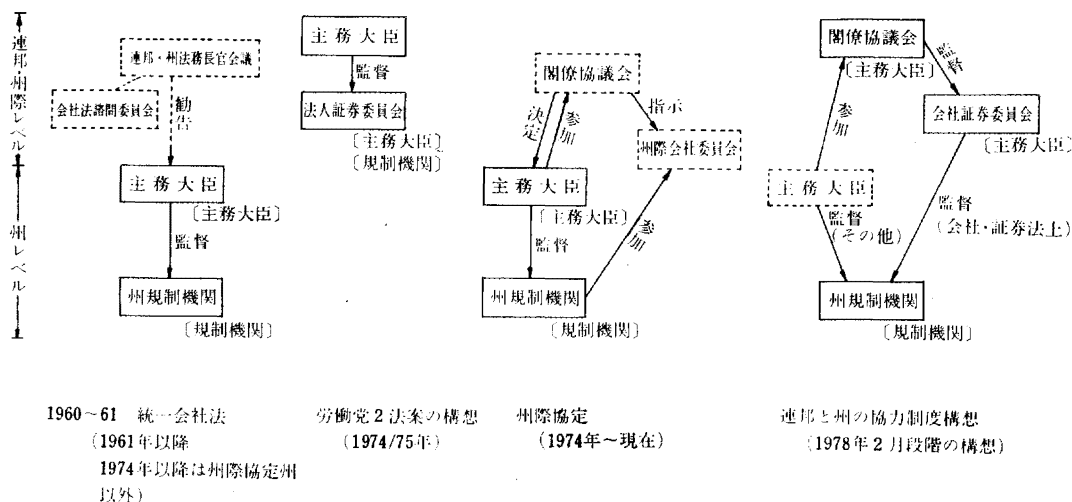 連邦・州際レベル
州レベル
連邦・州法務長官会議
会社法諮問委員会
勧告
主務大臣
〔主務大臣〕
監督
州規制機関
〔規制機関〕
1960～61 統一会社法
(1961年以降
1974年以降は州際協定州
以外)
主務大臣
監督
法人証券委員会
〔主務大臣〕
〔規制機関〕
労働党2法案の構想
(1974/75年)
閣僚協議会
決定
参加
指示
州際会社委員会
主務大臣
〔主務大臣〕
監督
参加
州規制機関
〔規制機関〕
州際協定
(1974年～現在)
閣僚協議会
〔主務大臣〕
監督
会社証券委員会
〔主務大臣〕
参加
主務大臣
監督
(その他)
監督
(会社・証券法上)
州規制機関
〔規制機関〕
連邦と州の協力制度構想
(1978年2月段階の構想)